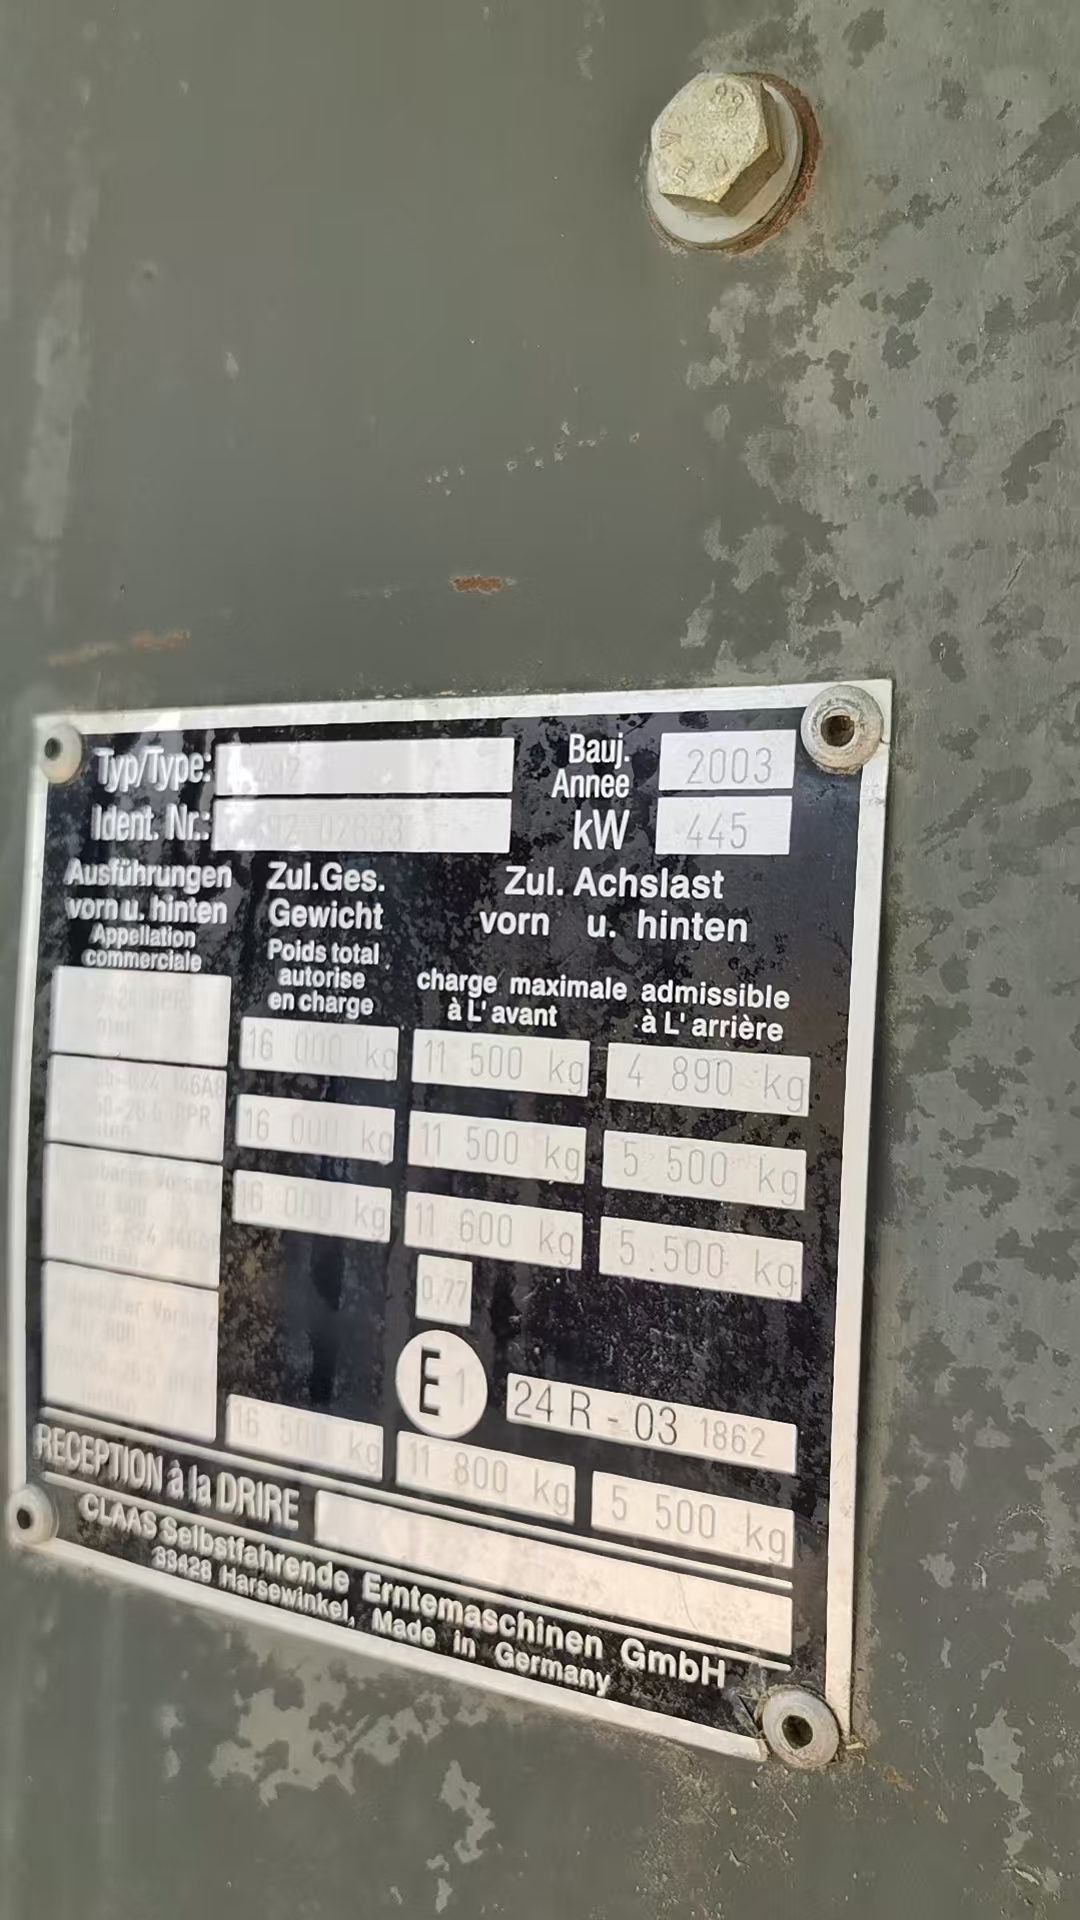 Typ/Type:
Bauj.
Annee 2003
Ident. Nr.: 02833
kW 445
Ausführungen
vorn u. hinten
Appellation
commerciale
Zul.Ges.
Gewicht
Poids total
autorise
en charge
Zul. Achslast
vorn u. hinten
charge maximale admissible
à L' avant à L' arrière
16 000 kg 11 500 kg 4 890 kg
16 000 kg 11 500 kg 5 500 kg
16 000 kg 11 600 kg 5.500 kg
0.77
E 1 24 R - 03 1862
16 500 kg 11 800 kg 5 500 kg
RECEPTION à la DRIRE
CLAAS Selbstfahrende Erntemaschinen GmbH
33428 Harsewinkel, Made in Germany